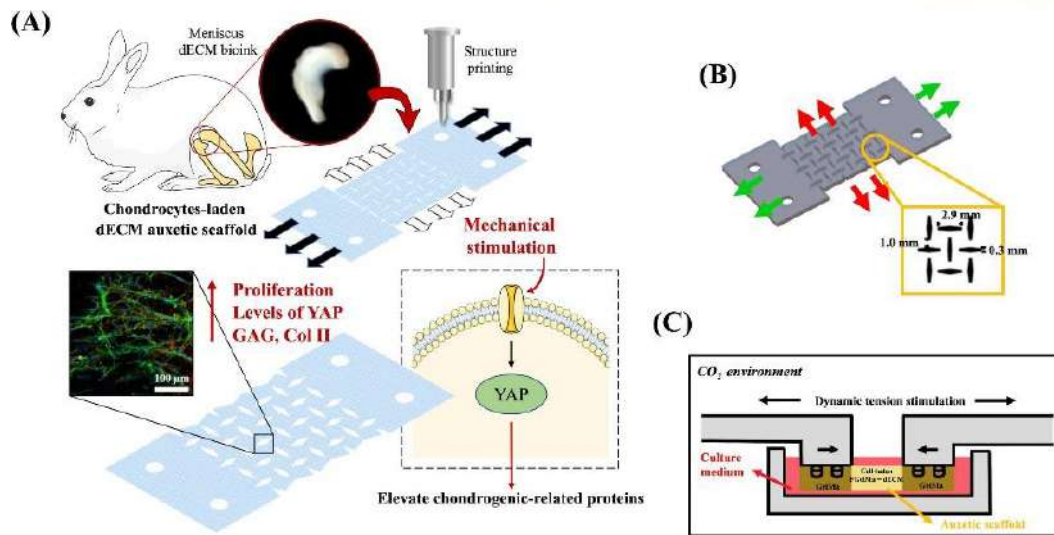 (A)
Meniscus
dECM bioink
Structure
printing
Chondrocytes-laden
dECM auxetic scaffold
Proliferation
Levels of YAP
GAG, Col II
100 μm
Mechanical
stimulation
YAP
Elevate chondrogenic-related proteins
(B)
2.9 mm
1.0 mm
0.3 mm
(C)
CO₂ environment
Dynamic tension stimulation
Culture
medium
Cell-laden
GelMa
dECM
GelMa
Auxetic scaffold